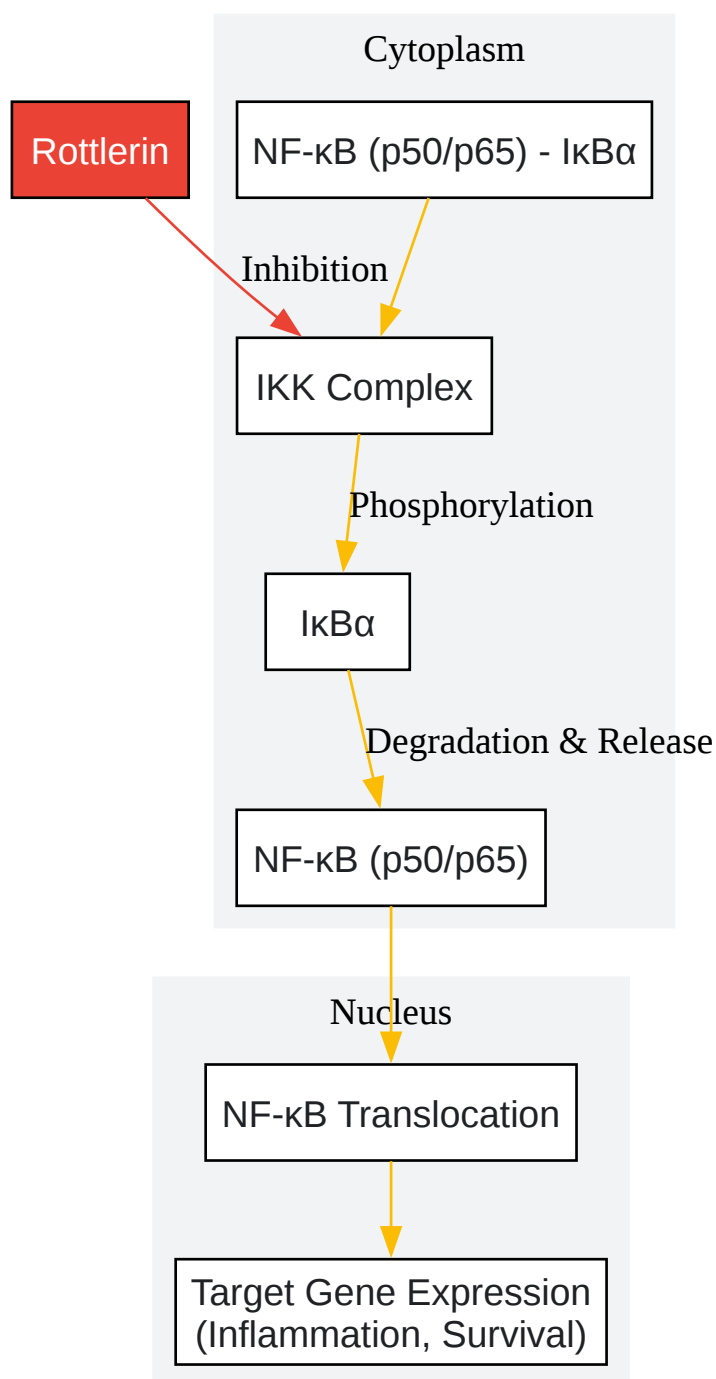 Cytoplasm
Rottlerin
NF-κB (p50/p65) - IκBα
Inhibition
IKK Complex
Phosphorylation
IκBα
Degradation & Release
NF-κB (p50/p65)
Nucleus
NF-κB Translocation
Target Gene Expression
(Inflammation, Survival)